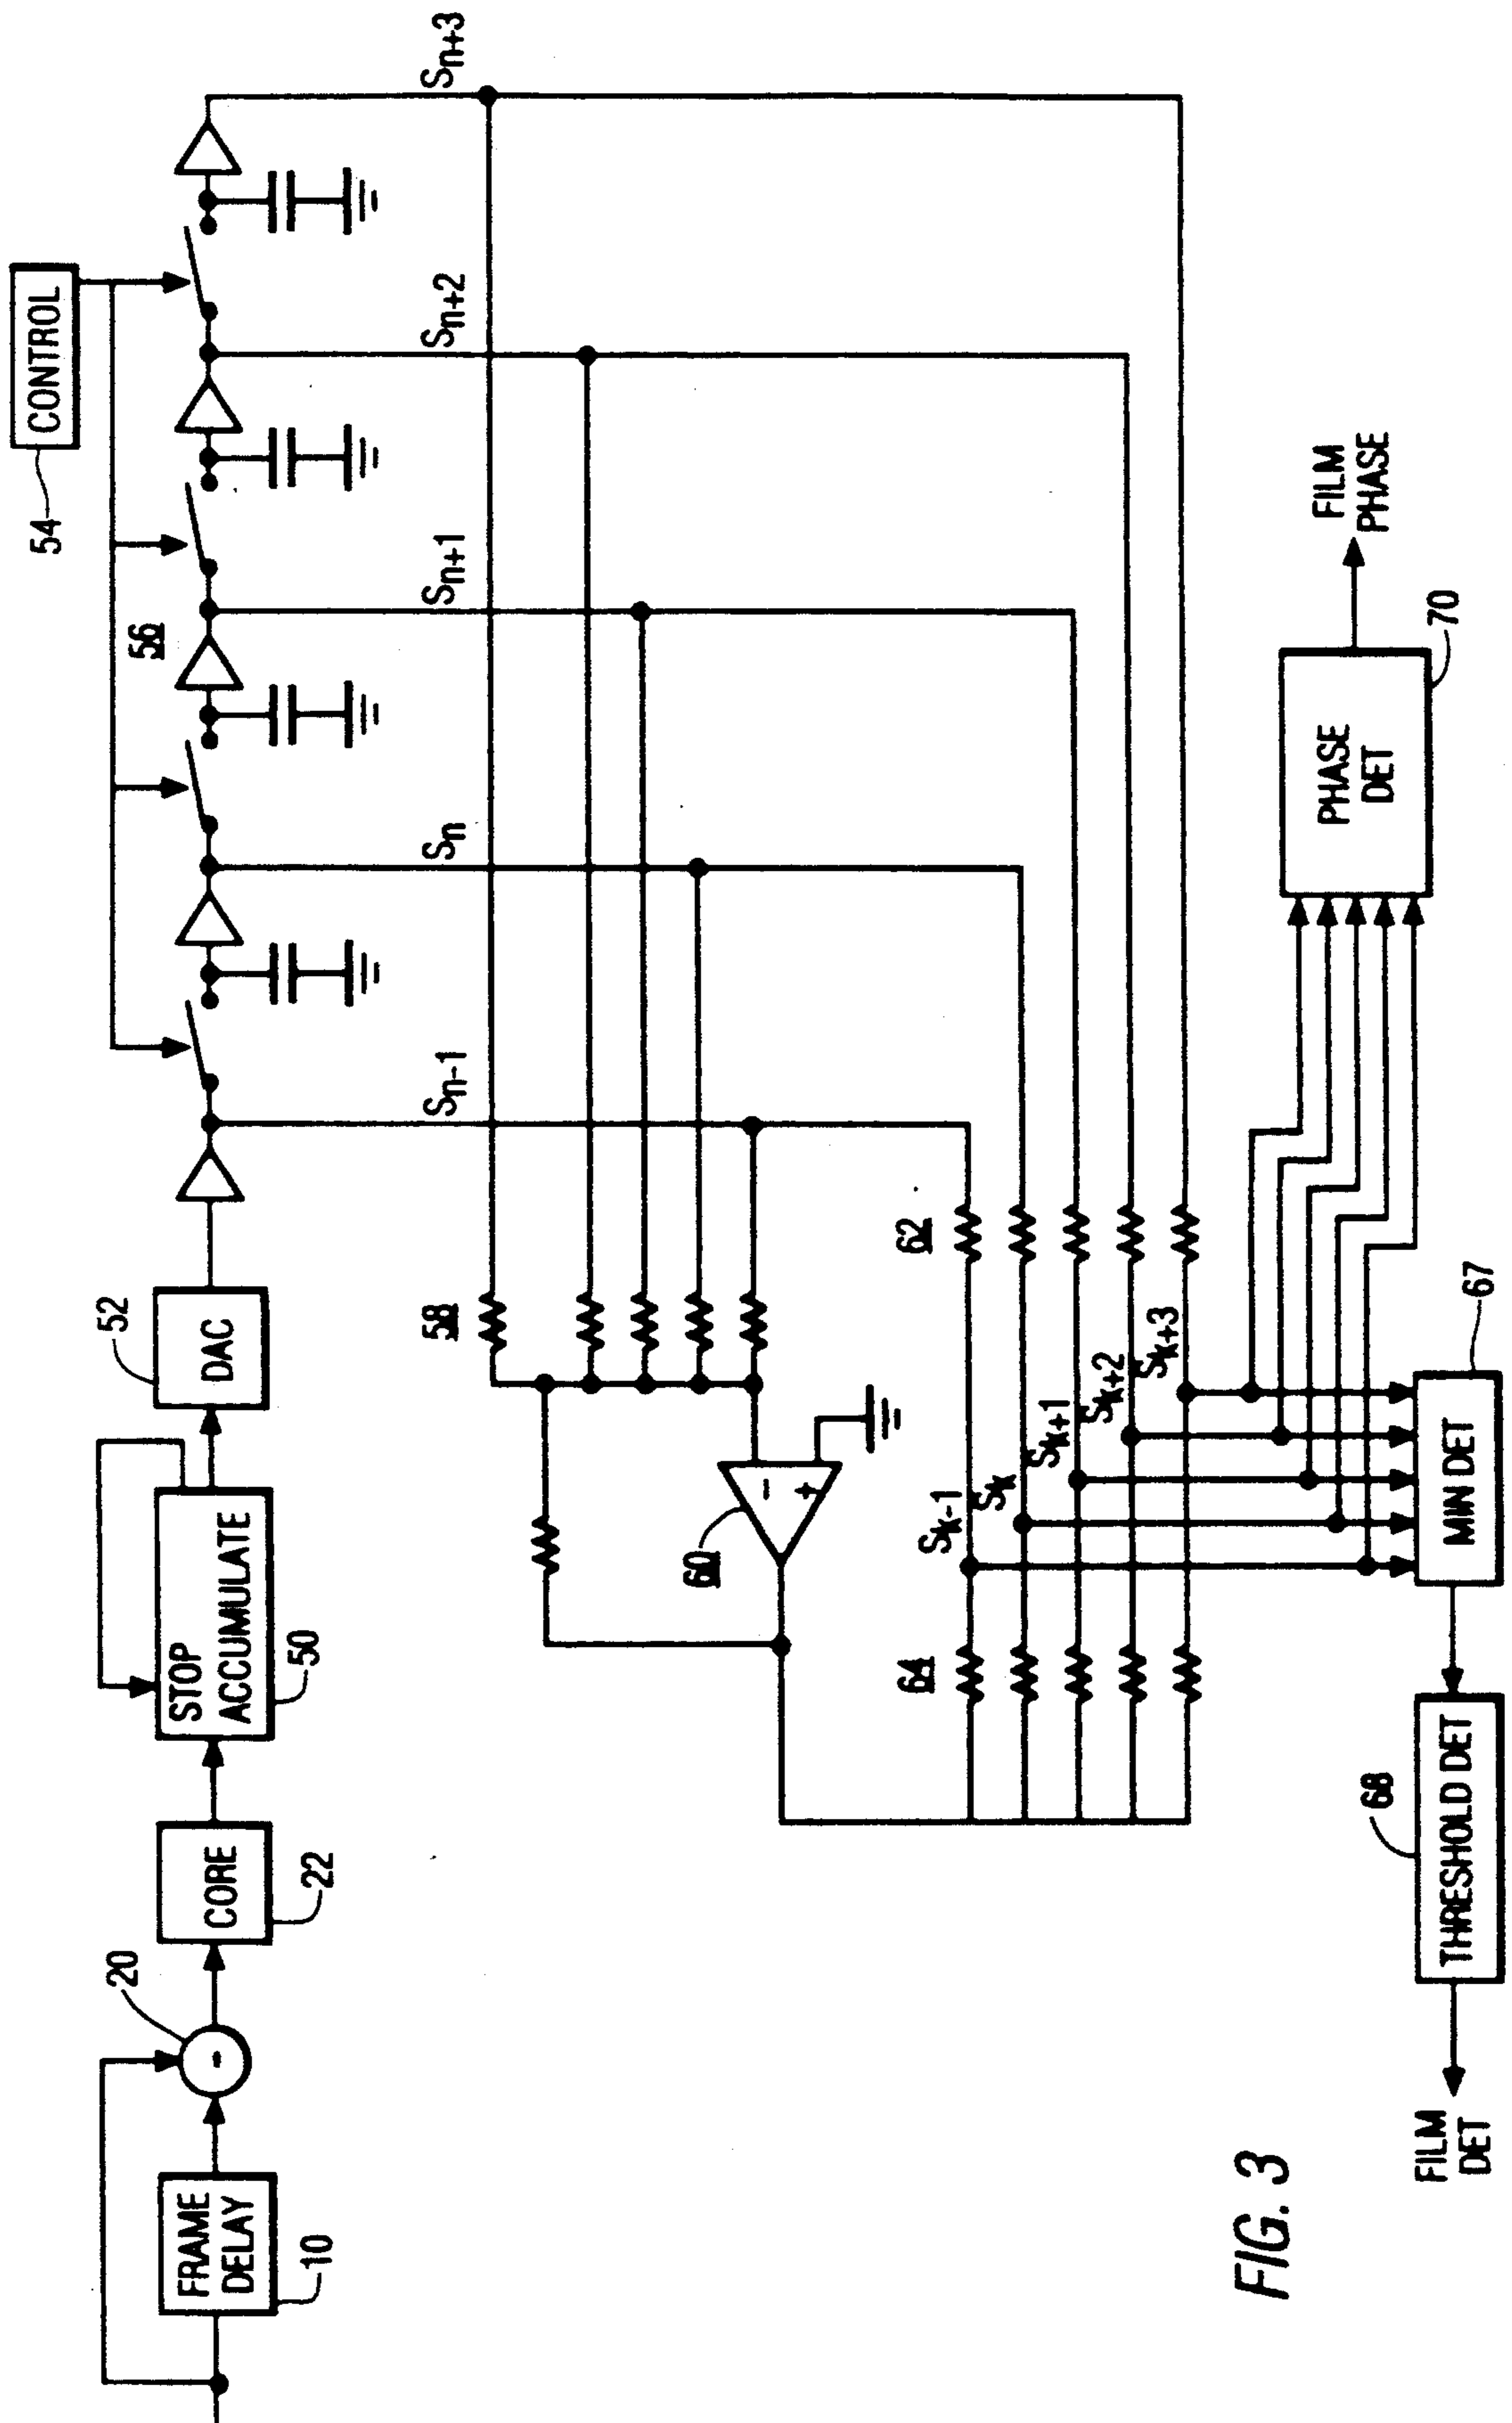 FRAME
DELAY
10
20
CORE
22
STOP
ACCUMULATE
50
DAC
52
CONTROL
54
56
Sn-1
Sn
Sn+1
Sn+2
Sn+3
58
-
+
60
62
64
Sk-1
Sk
Sk+1
Sk+2
Sk+3
MIN DET
67
THRESHOLD DET
68
FILM
DET
PHASE
DET
70
FILM
PHASE
FIG. 3